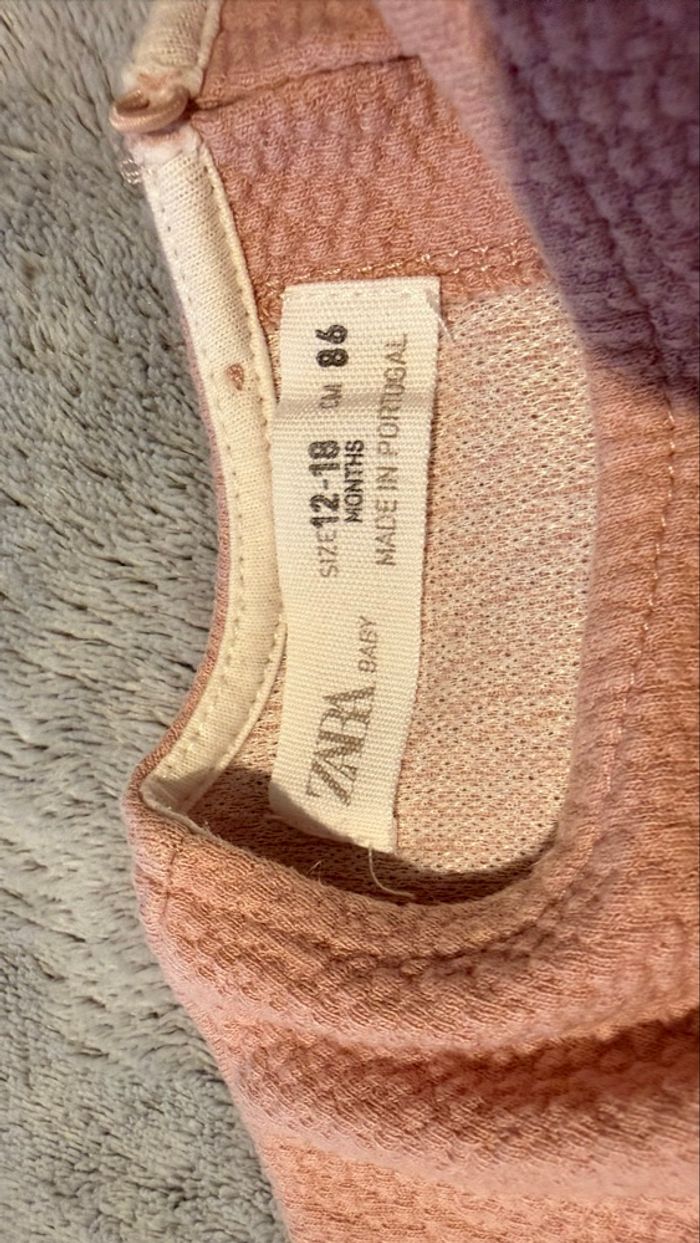 ZARA BABY
SIZE 12-18 CM 86
MONTHS
MADE IN PORTUGAL